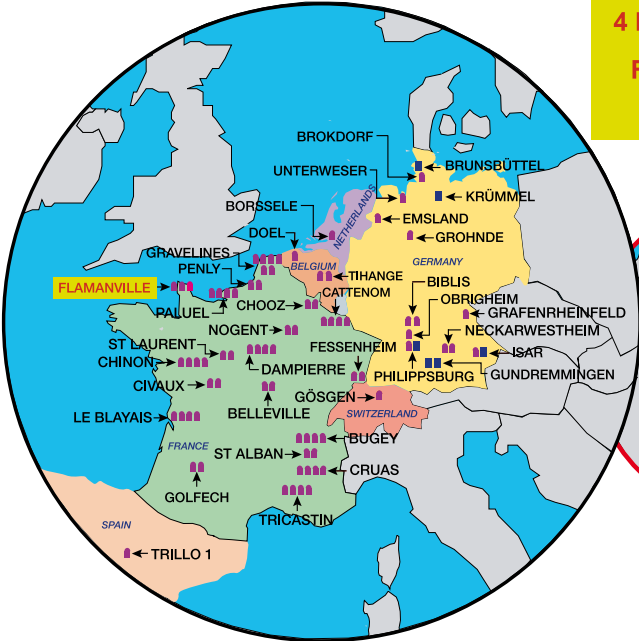 4
F
BROKDORF
BRUNSBÜTTEL
UNTERWESER
KRÜMMEL
BORSSELE
NETHERLANDS
EMSLAND
DOEL
GROHNDE
GRAVELINES
BELGIUM
GERMANY
PENLY
TIHANGE
FLAMANVILLE
CATTENOM
BIBLIS
PALUEL
CHOOZ
OBRIGHEIM
GRAFENRHEINFELD
NOGENT
NECKARWESTHEIM
ST LAURENT
FESSENHEIM
ISAR
CHINON
DAMPIERRE
PHILIPPSBURG
GUNDREMMINGEN
CIVAUX
BELLEVILLE
GÖSGEN
LE BLAYAIS
SWITZERLAND
FRANCE
BUGEY
ST ALBAN
CRUAS
GOLFECH
TRICASTIN
SPAIN
TRILLO 1